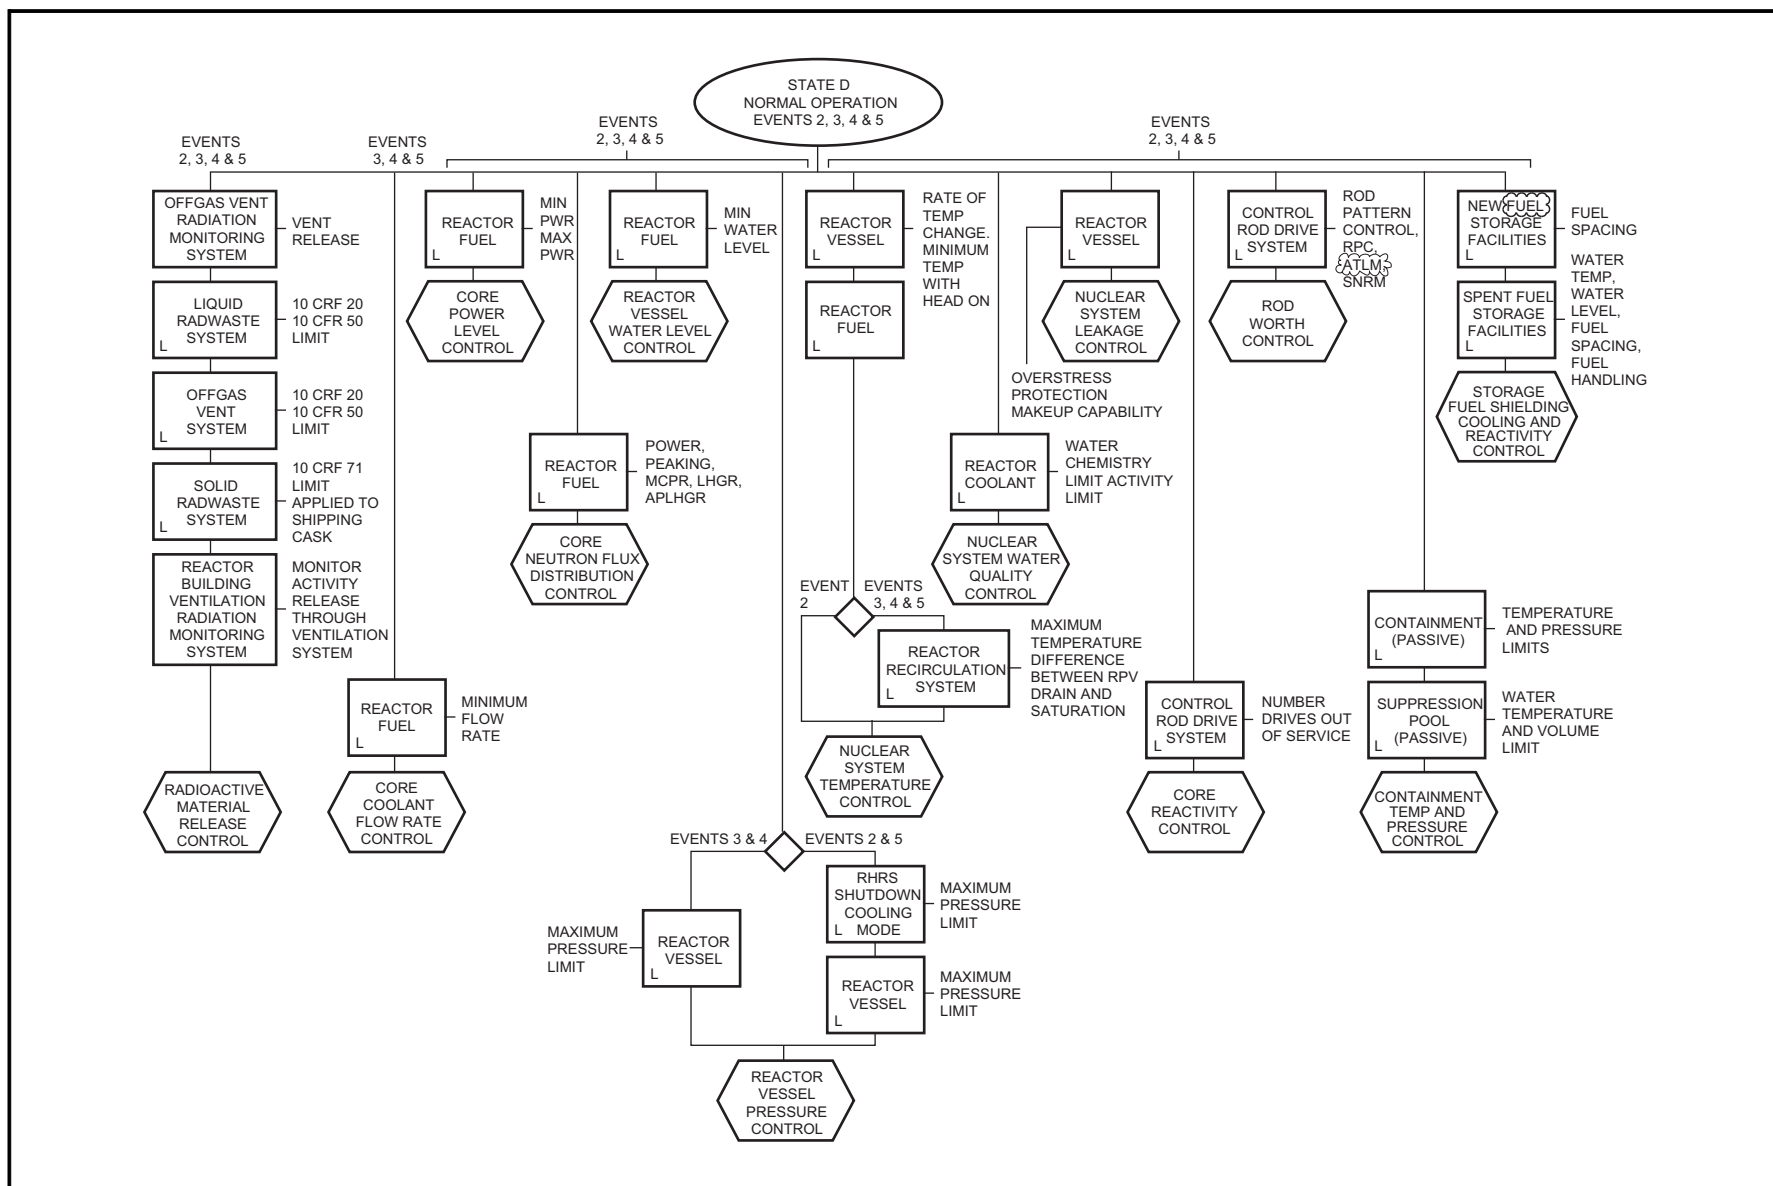 STATE D
NORMAL OPERATION
EVENTS 2, 3, 4 & 5
EVENTS
2, 3, 4 & 5
EVENTS
3, 4 & 5
EVENTS
2, 3, 4 & 5
EVENTS
2, 3, 4 & 5
OFFGAS VENT
RADIATION
MONITORING
SYSTEM
VENT
RELEASE
LIQUID
RADWASTE
SYSTEM
L
10 CRF 20
10 CFR 50
LIMIT
OFFGAS
VENT
SYSTEM
L
10 CRF 20
10 CFR 50
LIMIT
SOLID
RADWASTE
SYSTEM
L
10 CRF 71
LIMIT
APPLIED TO
SHIPPING
CASK
REACTOR
BUILDING
VENTILATION
RADIATION
MONITORING
SYSTEM
MONITOR
ACTIVITY
RELEASE
THROUGH
VENTILATION
SYSTEM
RADIOACTIVE
MATERIAL
RELEASE
CONTROL
REACTOR
FUEL
L
MINIMUM
FLOW
RATE
CORE
COOLANT
FLOW RATE
CONTROL
REACTOR
FUEL
L
MIN
PWR
MAX
PWR
CORE
POWER
LEVEL
CONTROL
REACTOR
FUEL
L
POWER,
PEAKING,
MCPR, LHGR,
APLHGR
CORE
NEUTRON FLUX
DISTRIBUTION
CONTROL
REACTOR
FUEL
L
MIN
WATER
LEVEL
REACTOR
VESSEL
WATER LEVEL
CONTROL
EVENTS 3 & 4
EVENTS 2 & 5
MAXIMUM
PRESSURE
LIMIT
REACTOR
VESSEL
L
RHRS
SHUTDOWN
COOLING
L MODE
MAXIMUM
PRESSURE
LIMIT
REACTOR
VESSEL
L
MAXIMUM
PRESSURE
LIMIT
REACTOR
VESSEL
PRESSURE
CONTROL
REACTOR
VESSEL
L
RATE OF
TEMP
CHANGE.
MINIMUM
TEMP
WITH
HEAD ON
REACTOR
FUEL
L
EVENT
2
EVENTS
3, 4 & 5
REACTOR
RECIRCULATION
SYSTEM
L
MAXIMUM
TEMPERATURE
DIFFERENCE
BETWEEN RPV
DRAIN AND
SATURATION
NUCLEAR
SYSTEM
TEMPERATURE
CONTROL
REACTOR
COOLANT
L
WATER
CHEMISTRY
LIMIT ACTIVITY
LIMIT
NUCLEAR
SYSTEM WATER
QUALITY
CONTROL
REACTOR
VESSEL
L
OVERSTRESS
PROTECTION
MAKEUP CAPABILITY
NUCLEAR
SYSTEM
LEAKAGE
CONTROL
CONTROL
ROD DRIVE
SYSTEM
L
NUMBER
DRIVES OUT
OF SERVICE
CORE
REACTIVITY
CONTROL
CONTROL
ROD DRIVE
SYSTEM
L
ROD
PATTERN
CONTROL,
RPC,
ATLM
SNRM
ROD
WORTH
CONTROL
CONTAINMENT
(PASSIVE)
L
TEMPERATURE
AND PRESSURE
LIMITS
SUPPRESSION
POOL
(PASSIVE)
L
WATER
TEMPERATURE
AND VOLUME
LIMIT
CONTAINMENT
TEMP AND
PRESSURE
CONTROL
NEW FUEL
STORAGE
FACILITIES
L
FUEL
SPACING
SPENT FUEL
STORAGE
FACILITIES
L
WATER
TEMP,
WATER
LEVEL,
FUEL
SPACING,
FUEL
HANDLING
STORAGE
FUEL SHIELDING
COOLING AND
REACTIVITY
CONTROL